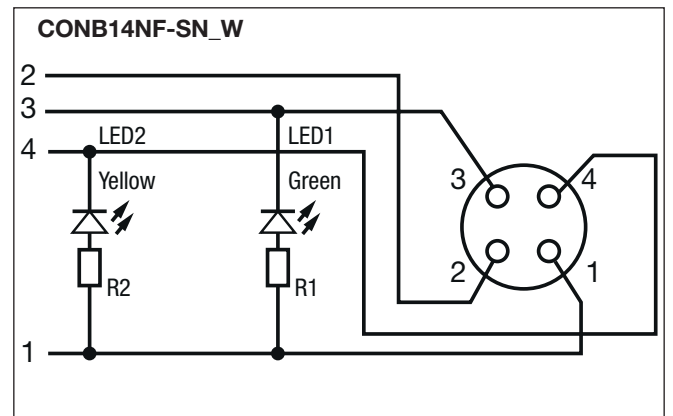 CONB14NF-SN_W
2
3
4
LED2
LED1
Yellow
Green
3
4
2
1
R2
R1
1